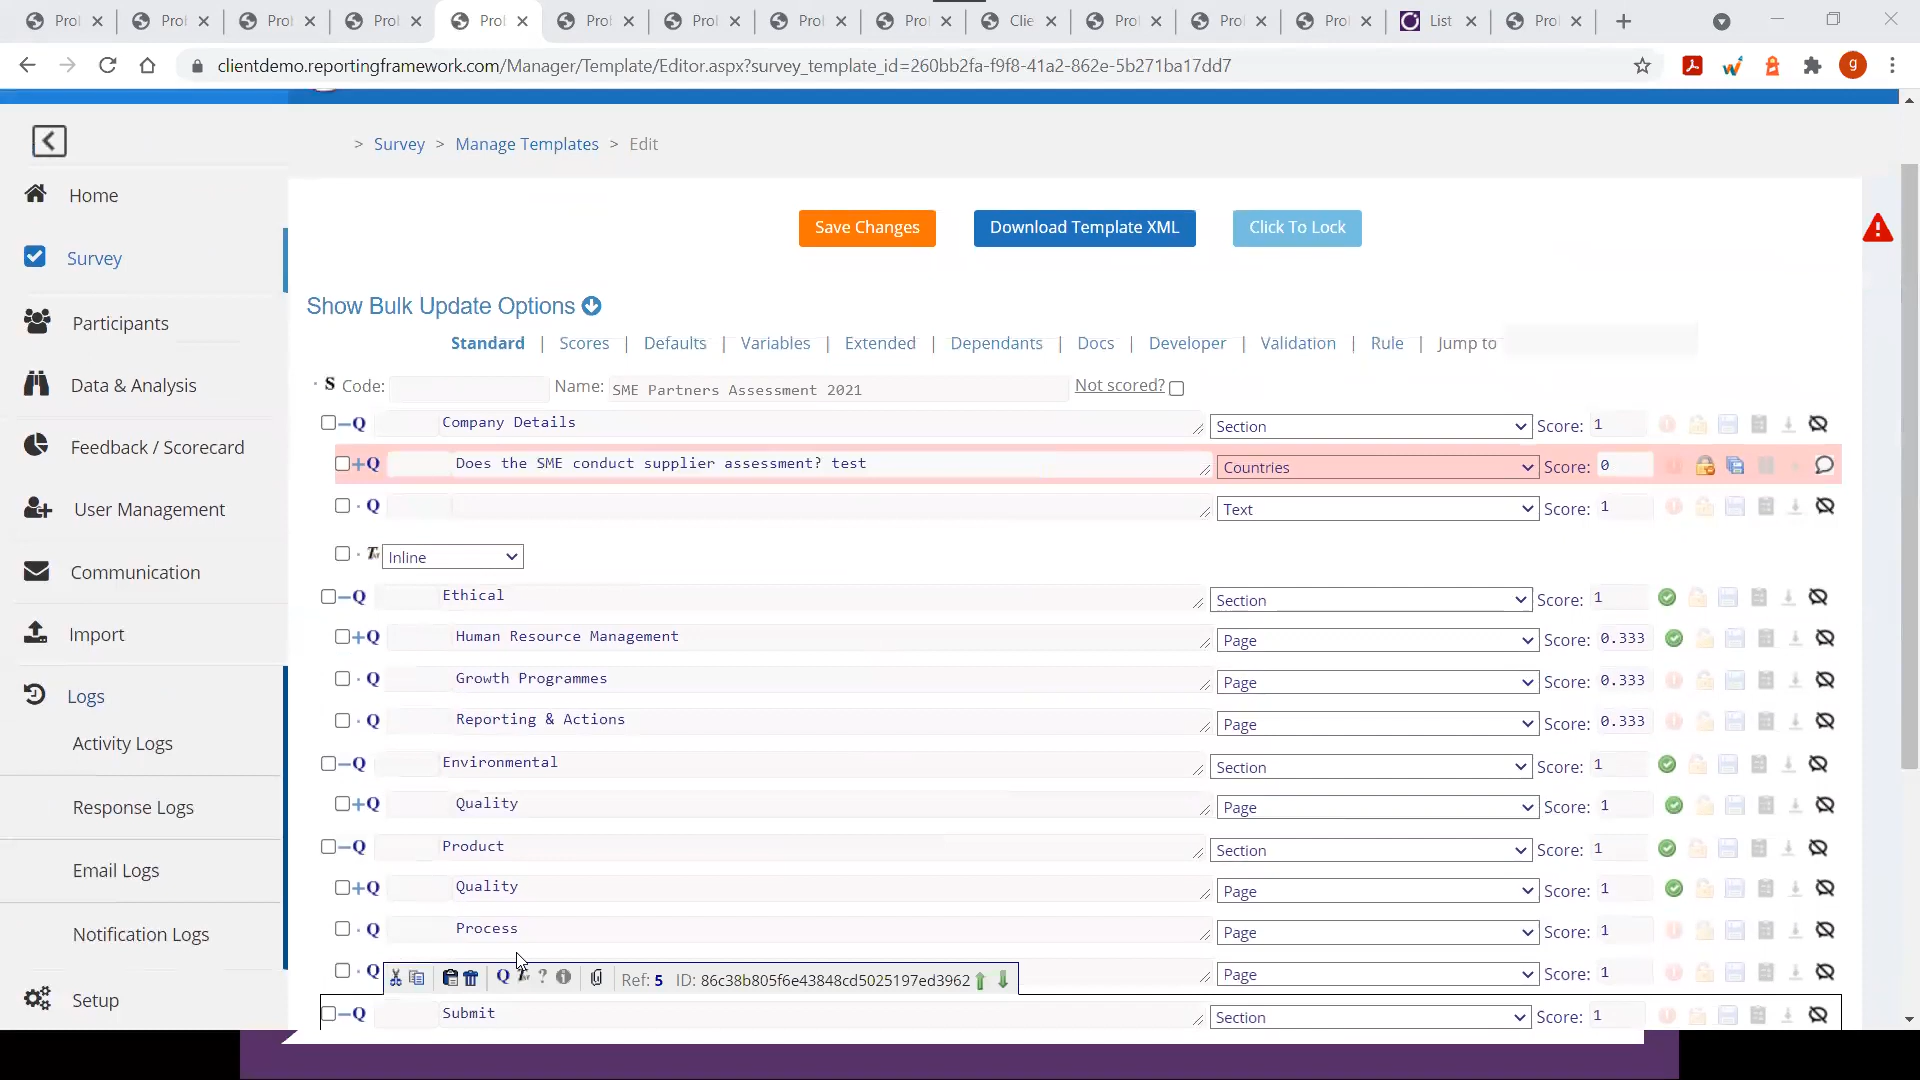 Pro
Pro
Pro
Pro
Pro
Pro
Pro
Pro
Pro
Clie
Pro
Pro
Pro
List
Pro
clientdemo.reportingframework.com/Manager/Template/Editor.aspx?survey_template_id=260bb2fa-f9f8-41a2-862e-5b271ba17dd7
g
> Survey > Manage Templates > Edit
Home
Survey
Participants
Data & Analysis
Feedback / Scorecard
User Management
Communication
Import
Logs
Activity Logs
Response Logs
Email Logs
Notification Logs
Setup
Save Changes
Download Template XML
Click To Lock
Show Bulk Update Options
Standard | Scores | Defaults | Variables | Extended | Dependants | Docs | Developer | Validation | Rule | Jump to
S Code: Name: SME Partners Assessment 2021 Not scored?
Q Company Details Section Score: 1
Q Does the SME conduct supplier assessment? test Countries Score: 0
Q Text Score: 1
T Inline
Q Ethical Section Score: 1
Q Human Resource Management Page Score: 0.333
Q Growth Programmes Page Score: 0.333
Q Reporting & Actions Page Score: 0.333
Q Environmental Section Score: 1
Q Quality Page Score: 1
Q Product Section Score: 1
Q Quality Page Score: 1
Q Process Page Score: 1
Q Q ? Ref: 5 ID: 86c38b805f6e43848cd5025197ed3962 Page Score: 1
Q Submit Section Score: 1